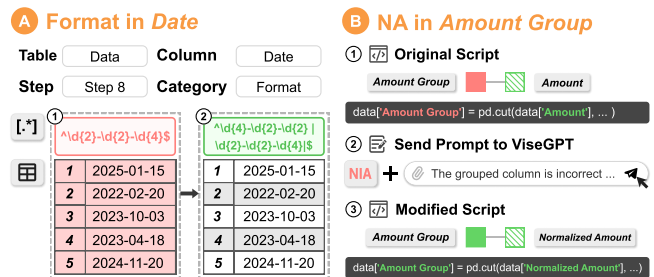 A Format in Date
Table Data Column Date
Step Step 8 Category Format
[.*]
1
^\d{2}-\d{2}-\d{4}$
1 2025-01-15
2 2022-02-20
3 2023-10-03
4 2023-04-18
5 2024-11-20
2
^\d{4}-\d{2}-\d{2} |
\d{2}-\d{2}-\d{4}|$
1 2025-01-15
2 2022-02-20
3 2023-10-03
4 2023-04-18
5 2024-11-20
B NA in Amount Group
1 Original Script
Amount Group Amount
data['Amount Group'] = pd.cut(data['Amount'], ... )
2 Send Prompt to ViseGPT
NIA + The grouped column is incorrect ...
3 Modified Script
Amount Group Normalized Amount
data['Amount Group'] = pd.cut(data['Normalized Amount'], ...)